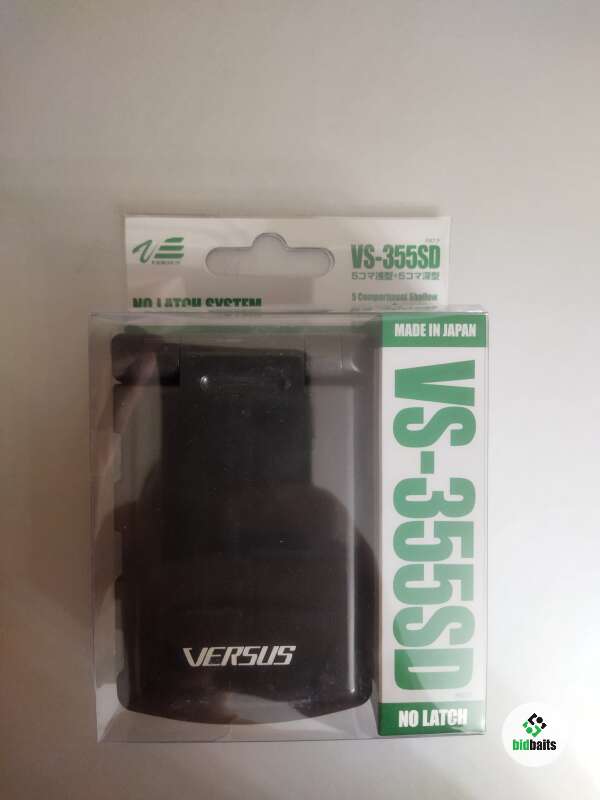 VS-355SD
5コマ浅型+5コマ深型
NO LATCH SYSTEM
5 Compartment Shallow
MADE IN JAPAN
VS-355SD
VERSUS
NO LATCH
bidbaits